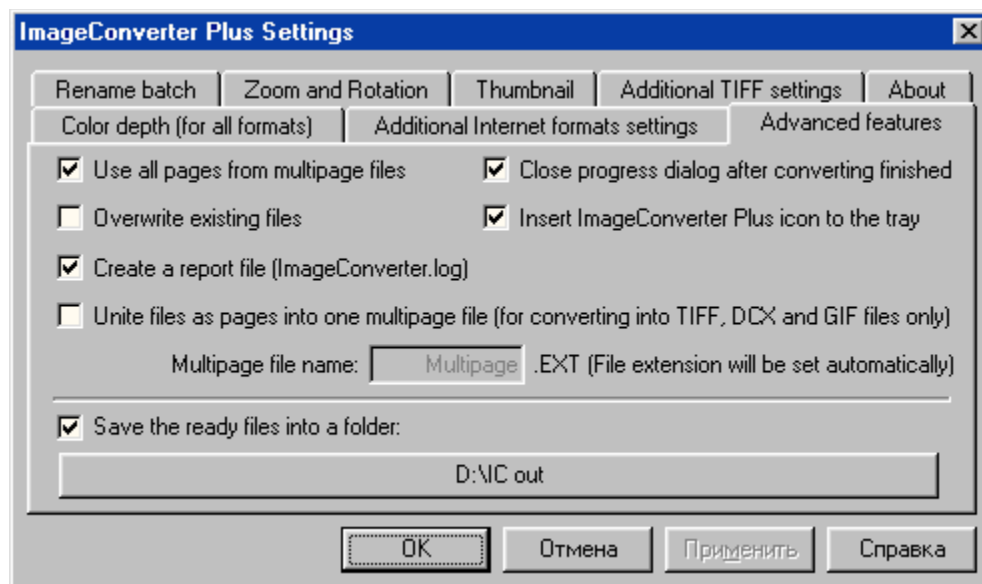 ImageConverter Plus Settings
Rename batch Zoom and Rotation Thumbnail Additional TIFF settings About
Color depth (for all formats) Additional Internet formats settings Advanced features
Use all pages from multipage files Close progress dialog after converting finished
Overwrite existing files Insert ImageConverter Plus icon to the tray
Create a report file (ImageConverter.log)
Unite files as pages into one multipage file (for converting into TIFF, DCX and GIF files only)
Multipage file name: Multipage .EXT (File extension will be set automatically)
Save the ready files into a folder:
D:\IC out
OK Отмена Применить Справка